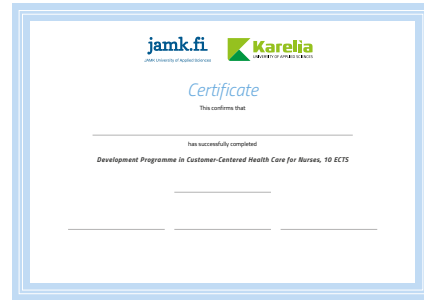 jamk.fi
JAMK University of Applied Sciences
Karelia
UNIVERSITY OF APPLIED SCIENCES
Certificate
This confirms that
has successfully completed
Development Programme in Customer-Centered Health Care for Nurses, 10 ECTS